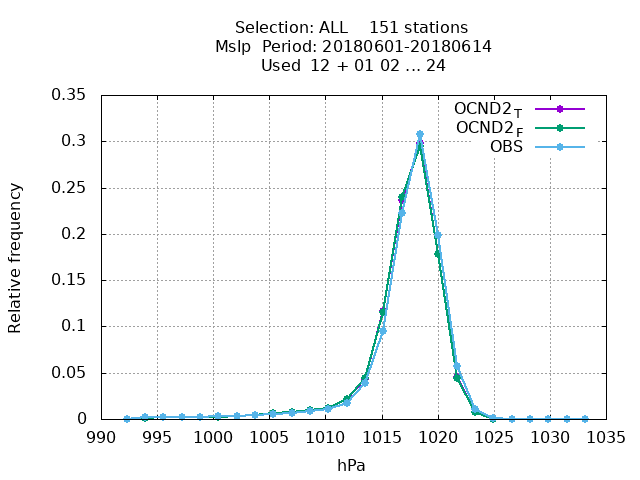 Selection: ALL    151 stations
Mslp  Period: 20180601-20180614
Used  12 + 01 02 ... 24
0.35
0.3
0.25
0.2
0.15
0.1
0.05
0
Relative frequency
OCND2T
OCND2F
OBS
990 995 1000 1005 1010 1015 1020 1025 1030 1035
hPa